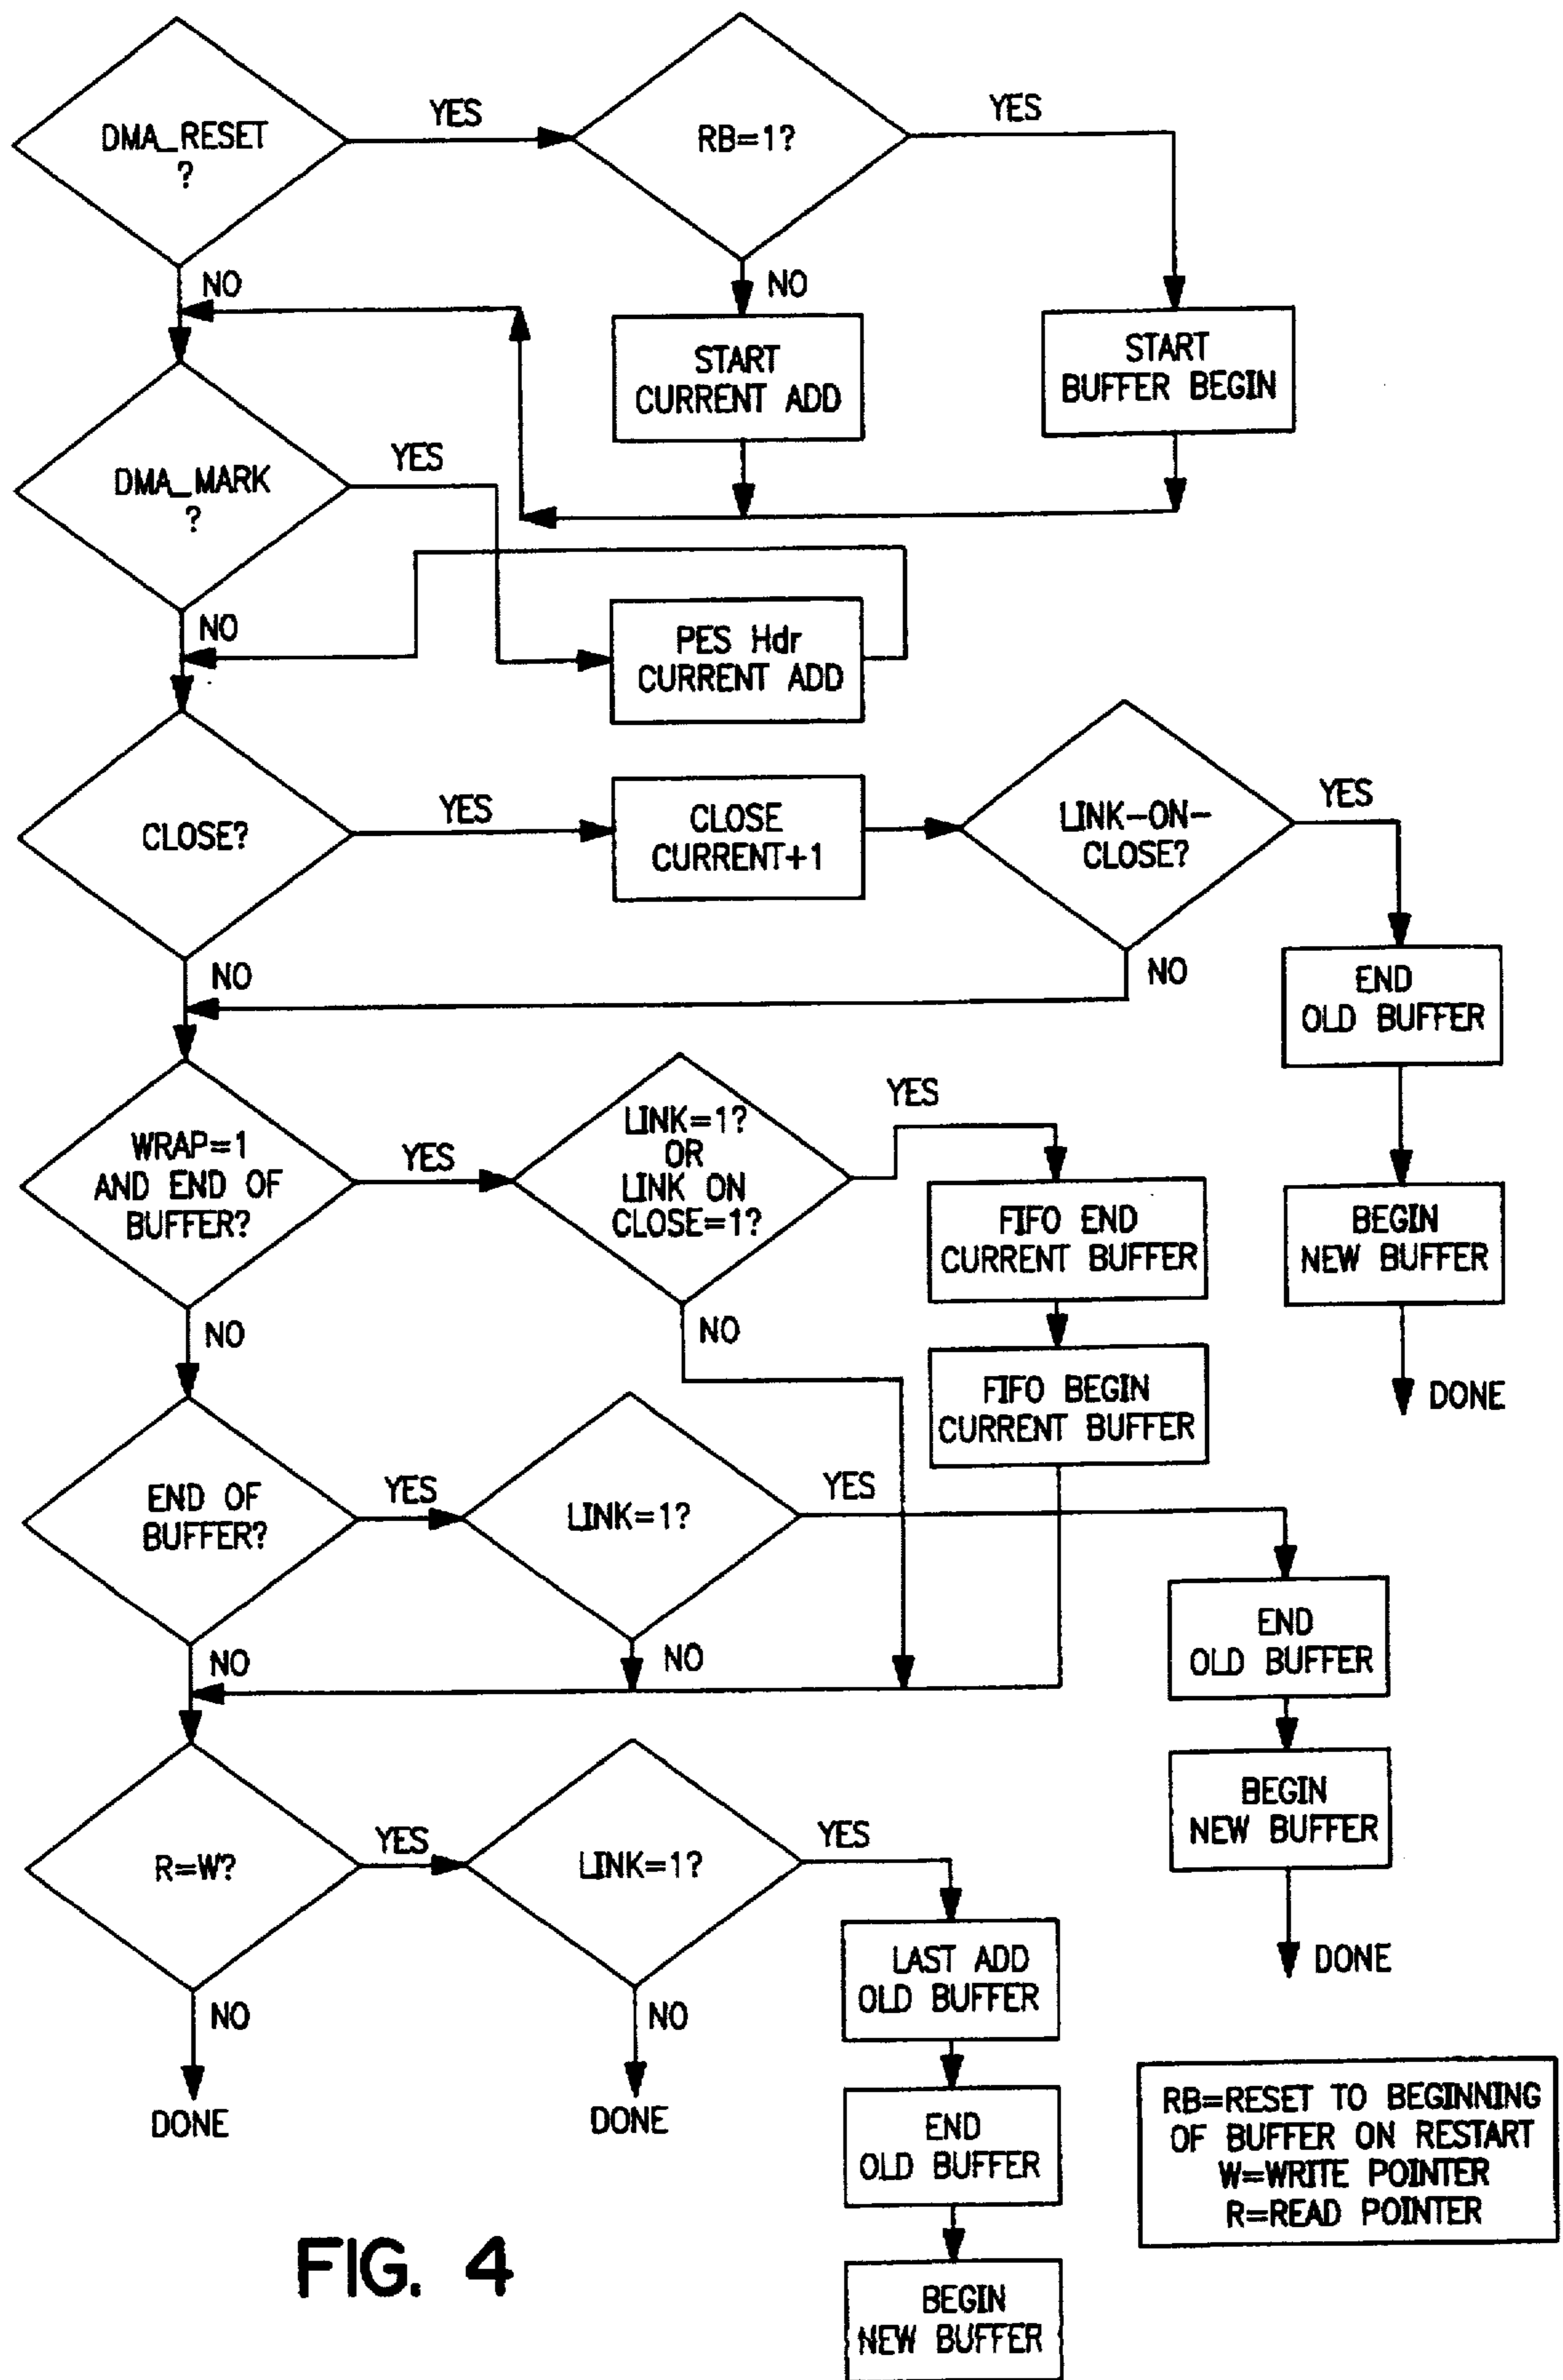 DMA_RESET
?
YES
RB=1?
YES
NO
NO
START
CURRENT ADD
START
BUFFER BEGIN
DMA_MARK
?
YES
NO
PES Hdr
CURRENT ADD
CLOSE?
YES
CLOSE
CURRENT+1
LINK-ON-
CLOSE?
YES
NO
NO
END
OLD BUFFER
WRAP=1
AND END OF
BUFFER?
YES
LINK=1?
OR
LINK ON
CLOSE=1?
YES
FIFO END
CURRENT BUFFER
BEGIN
NEW BUFFER
NO
NO
FIFO BEGIN
CURRENT BUFFER
DONE
END OF
BUFFER?
YES
LINK=1?
YES
END
OLD BUFFER
NO
NO
BEGIN
NEW BUFFER
R=W?
YES
LINK=1?
YES
LAST ADD
OLD BUFFER
DONE
NO
NO
DONE
DONE
END
OLD BUFFER
RB=RESET TO BEGINNING
OF BUFFER ON RESTART
W=WRITE POINTER
R=READ POINTER
BEGIN
NEW BUFFER
FIG. 4